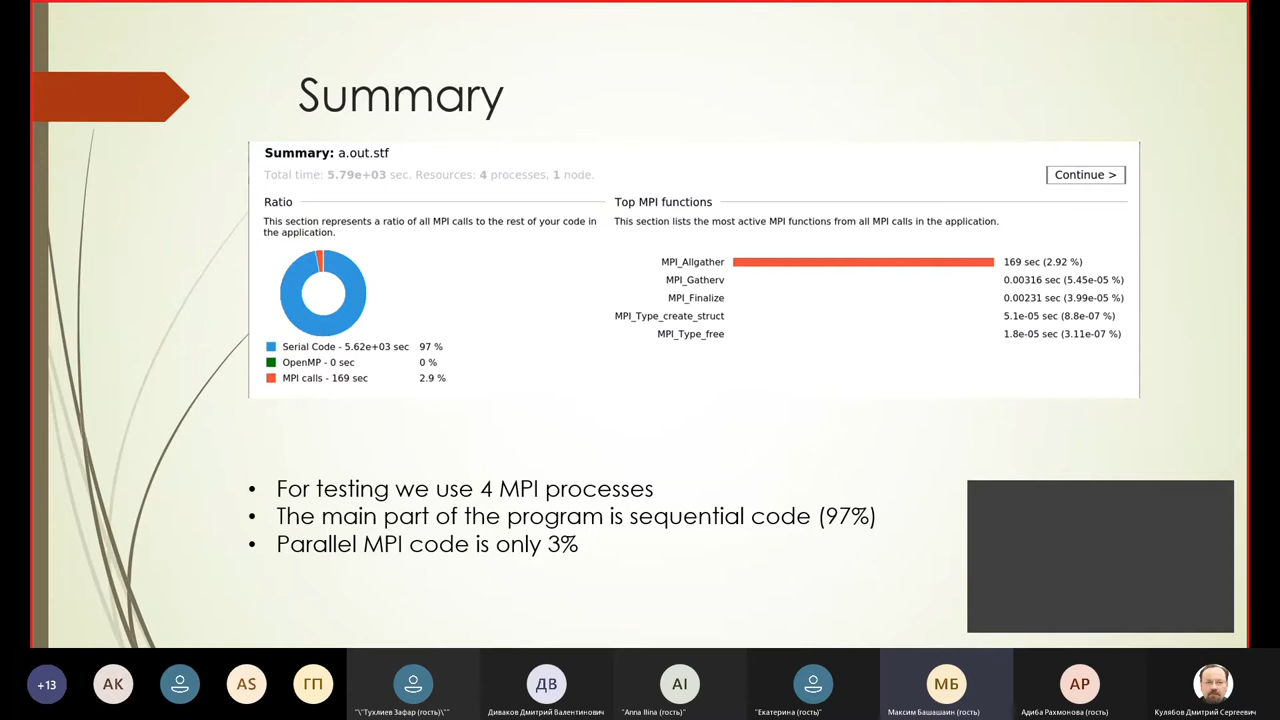 Summary
Summary: a.out.stf
Total time: 5.79e+03 sec. Resources: 4 processes, 1 node.
Continue >
Ratio
This section represents a ratio of all MPI calls to the rest of your code in
the application.
Serial Code - 5.62e+03 sec 97 %
OpenMP - 0 sec 0 %
MPI calls - 169 sec 2.9 %
Top MPI functions
This section lists the most active MPI functions from all MPI calls in the application.
MPI_Allgather 169 sec (2.92 %)
MPI_Gatherv 0.00316 sec (5.45e-05 %)
MPI_Finalize 0.00231 sec (3.99e-05 %)
MPI_Type_create_struct 5.1e-05 sec (8.8e-07 %)
MPI_Type_free 1.8e-05 sec (3.11e-07 %)
• For testing we use 4 MPI processes
• The main part of the program is sequential code (97%)
• Parallel MPI code is only 3%
+13
AK
AS
ГП
"\"Тухлиев Зафар (гость)\""
ДВ
Диваков Дмитрий Валентинович
AI
"Anna Ilina (гость)"
"Екатерина (гость)"
МБ
Максим Башашин (гость)
АР
Адиба Рахмонова (гость)
Кулябов Дмитрий Сергеевич